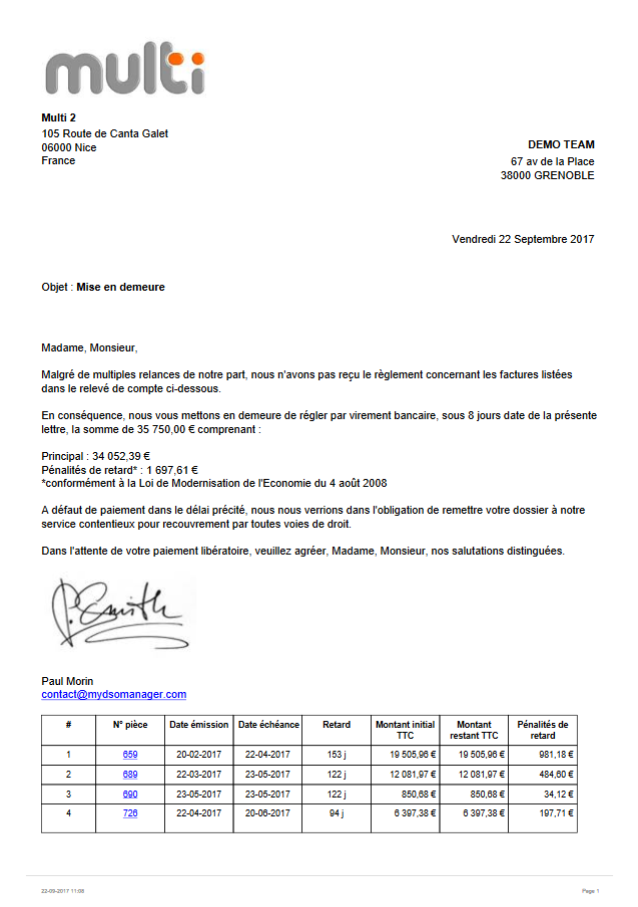 multi
Multi 2
105 Route de Canta Galet
06000 Nice
France
DEMO TEAM
67 av de la Place
38000 GRENOBLE
Vendredi 22 Septembre 2017
Objet : Mise en demeure
Madame, Monsieur,
Malgré de multiples relances de notre part, nous n'avons pas reçu le règlement concernant les factures listées
dans le relevé de compte ci-dessous.
En conséquence, nous vous mettons en demeure de régler par virement bancaire, sous 8 jours date de la présente
lettre, la somme de 35 750,00 € comprenant :
Principal : 34 052,39 €
Pénalités de retard* : 1 697,61 €
*conformément à la Loi de Modernisation de l'Economie du 4 août 2008
A défaut de paiement dans le délai précité, nous nous verrions dans l'obligation de remettre votre dossier à notre
service contentieux pour recouvrement par toutes voies de droit.
Dans l'attente de votre paiement libératoire, veuillez agréer, Madame, Monsieur, nos salutations distinguées.
P. Smith
Paul Morin
contact@mydsomanager.com
# N° pièce Date émission Date échéance Retard Montant initial TTC Montant restant TTC Pénalités de retard
1 659 20-02-2017 22-04-2017 153 j 19 505,96 € 19 505,96 € 981,18 €
2 689 22-03-2017 23-05-2017 122 j 12 081,97 € 12 081,97 € 484,60 €
3 690 23-05-2017 23-05-2017 122 j 850,68 € 850,68 € 34,12 €
4 726 22-04-2017 20-06-2017 94 j 6 397,38 € 6 397,38 € 197,71 €
22-09-2017 11:08
Page 1